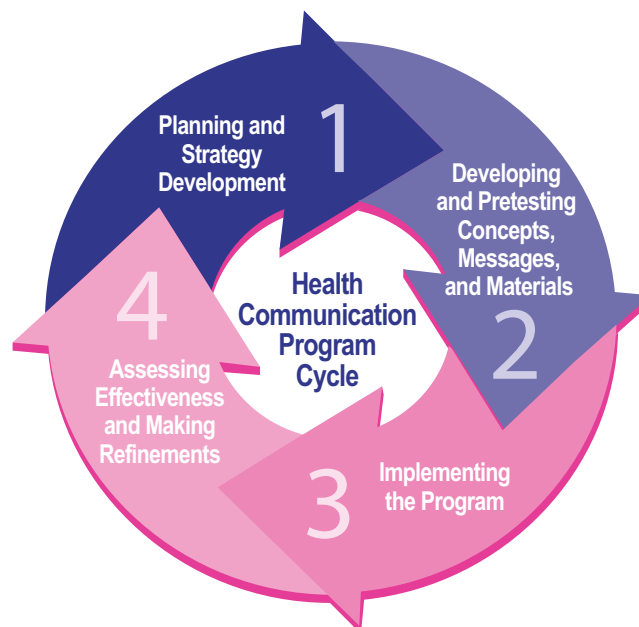 1
Planning and
Strategy
Development
2
Developing
and Pretesting
Concepts,
Messages,
and Materials
3
Implementing
the Program
4
Assessing
Effectiveness
and Making
Refinements
Health
Communication
Program
Cycle